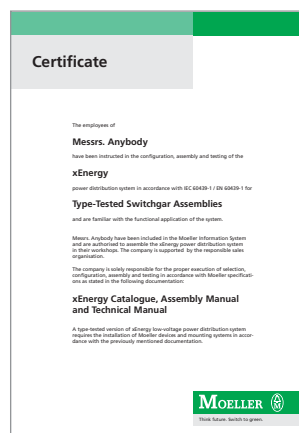 Certificate
The employees of
Messrs. Anybody
have been instructed in the configuration, assembly and testing of the
xEnergy
power distribution system in accordance with IEC 60439-1 / EN 60439-1 for
Type-Tested Switchgar Assemblies
and are familiar with the functional application of the system.
Messrs. Anybody have been included in the Moeller Information System
and are authorised to assemble the xEnergy power distribution system
in their workshops. The company is supported by the responsible sales
organisation.
The company is solely responsible for the proper execution of selection,
configuration, assembly and testing in accordance with Moeller specificati-
ons as stated in the following documentation:
xEnergy Catalogue, Assembly Manual
and Technical Manual
A type-tested version of xEnergy low-voltage power distribution system
requires the installation of Moeller devices and mounting systems in accor-
dance with the previously mentioned documentation.
MOELLER
Think future. Switch to green.